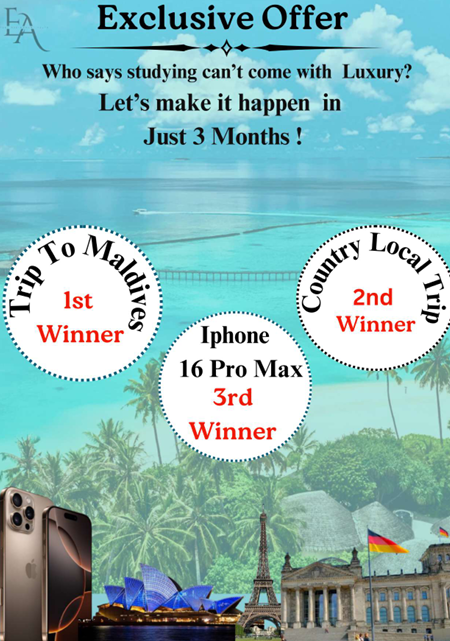 EA
Exclusive Offer
Who says studying can't come with Luxury?
Let's make it happen in
Just 3 Months !
Trip To Maldives
1st
Winner
Country Local Trip
2nd
Winner
Iphone
16 Pro Max
3rd
Winner